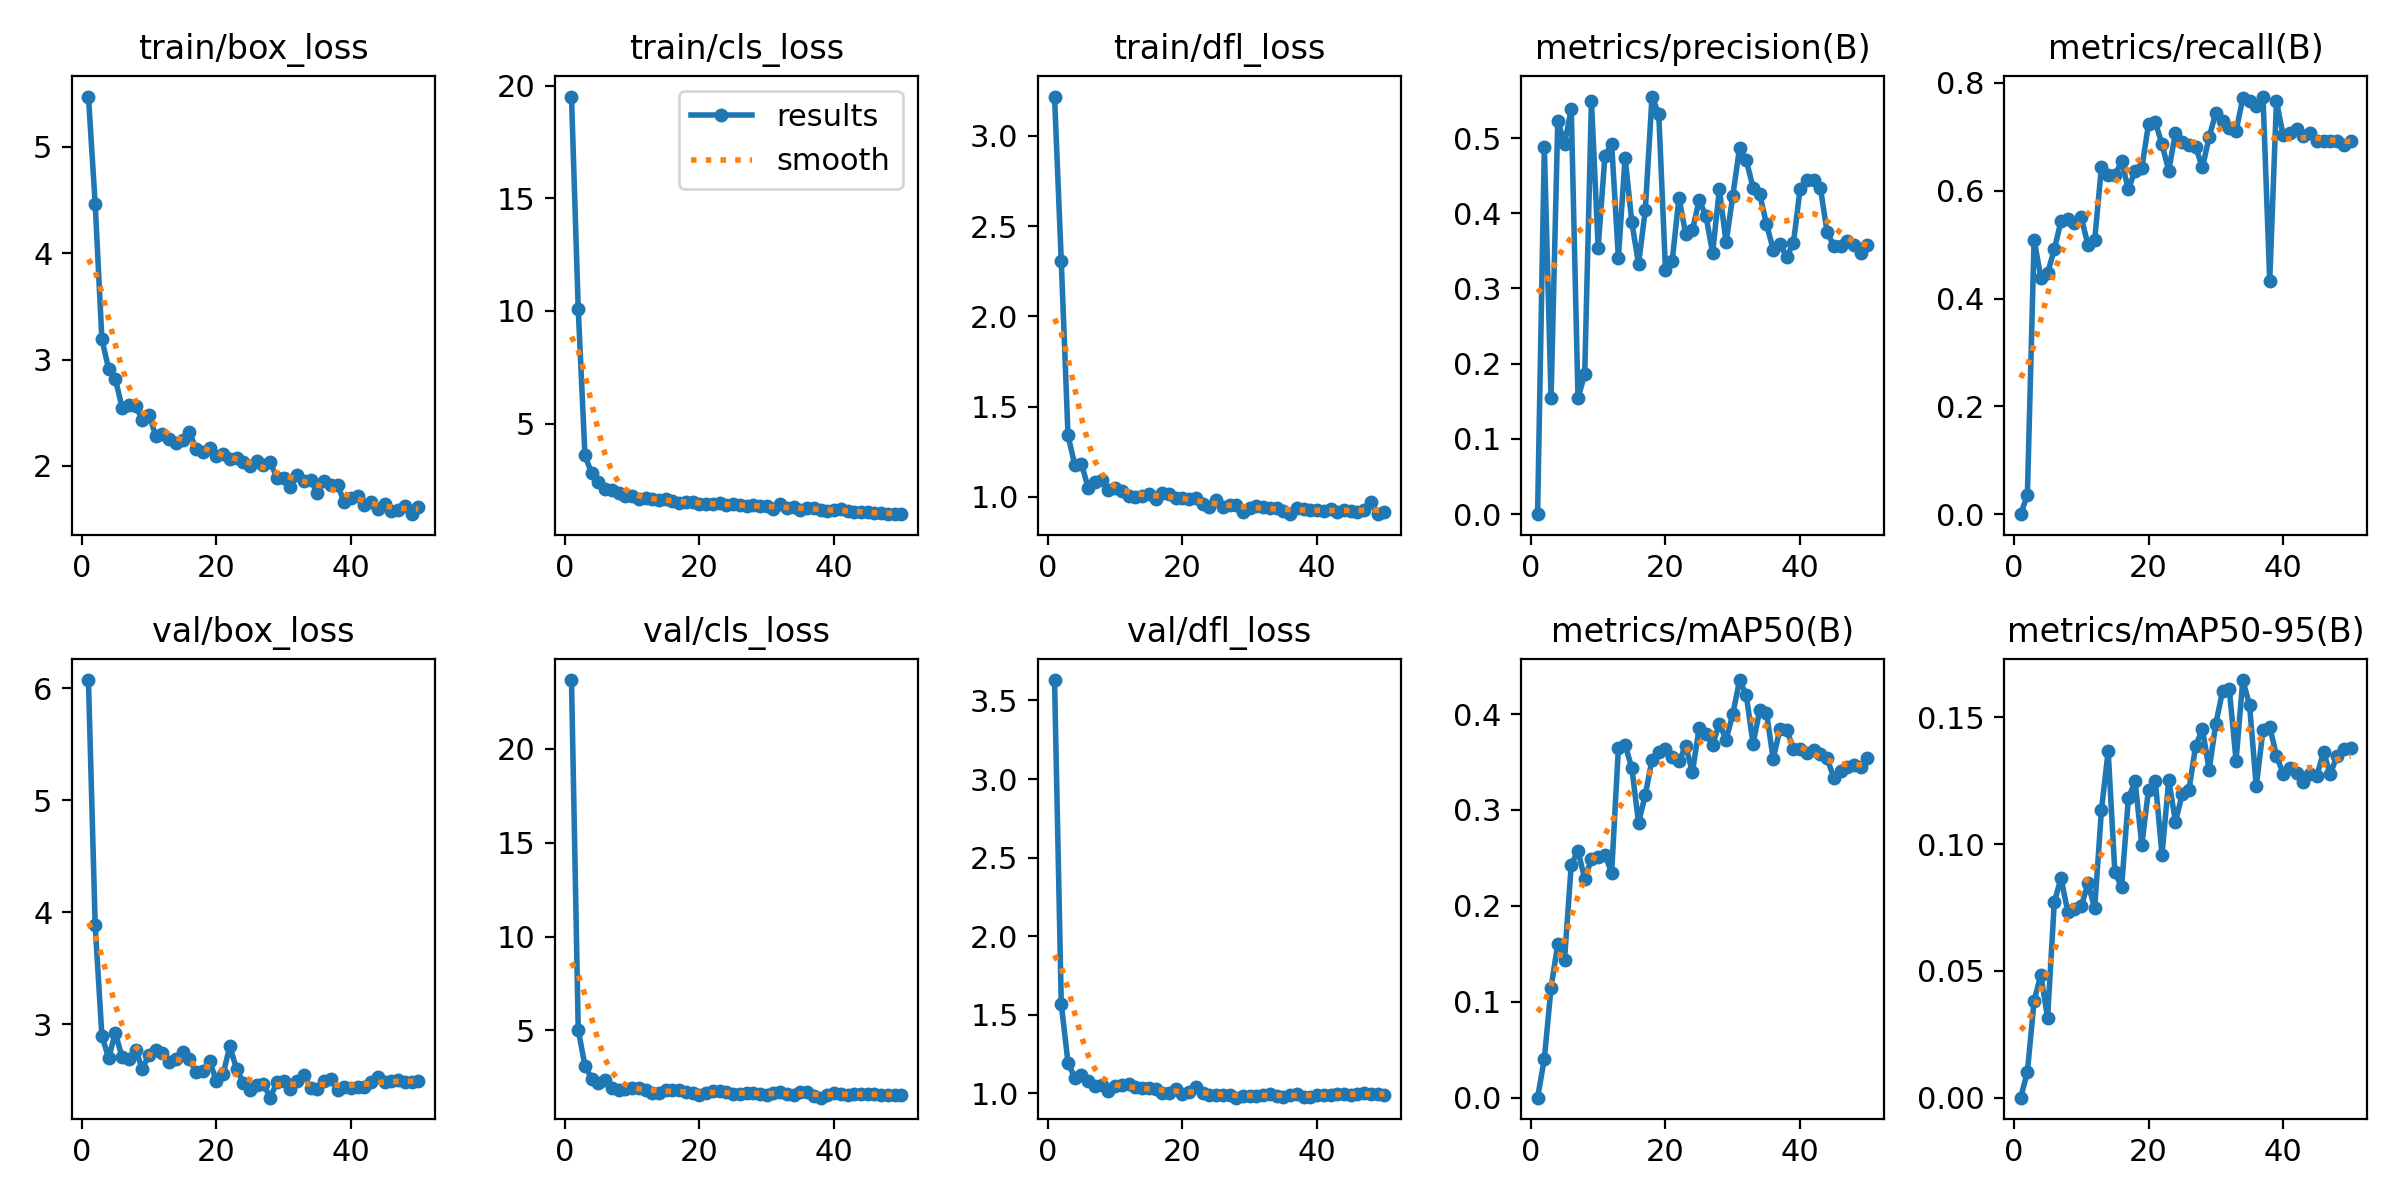 train/box_loss
train/cls_loss
train/dfl_loss
metrics/precision(B)
metrics/recall(B)
5
4
3
2
0 20 40
20
15
10
5
0 20 40
results
smooth
3.0
2.5
2.0
1.5
1.0
0 20 40
0.5
0.4
0.3
0.2
0.1
0.0
0 20 40
0.8
0.6
0.4
0.2
0.0
0 20 40
val/box_loss
val/cls_loss
val/dfl_loss
metrics/mAP50(B)
metrics/mAP50-95(B)
6
5
4
3
0 20 40
20
15
10
5
0 20 40
3.5
3.0
2.5
2.0
1.5
1.0
0 20 40
0.4
0.3
0.2
0.1
0.0
0 20 40
0.15
0.10
0.05
0.00
0 20 40